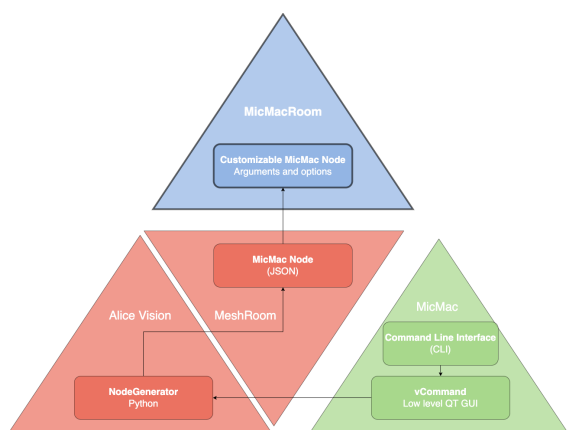 MicMacRoom
Customizable MicMac Node
Arguments and options
MicMac Node
(JSON)
Alice Vision
MeshRoom
MicMac
Command Line Interface
(CLI)
NodeGenerator
Python
vCommand
Low level QT GUI